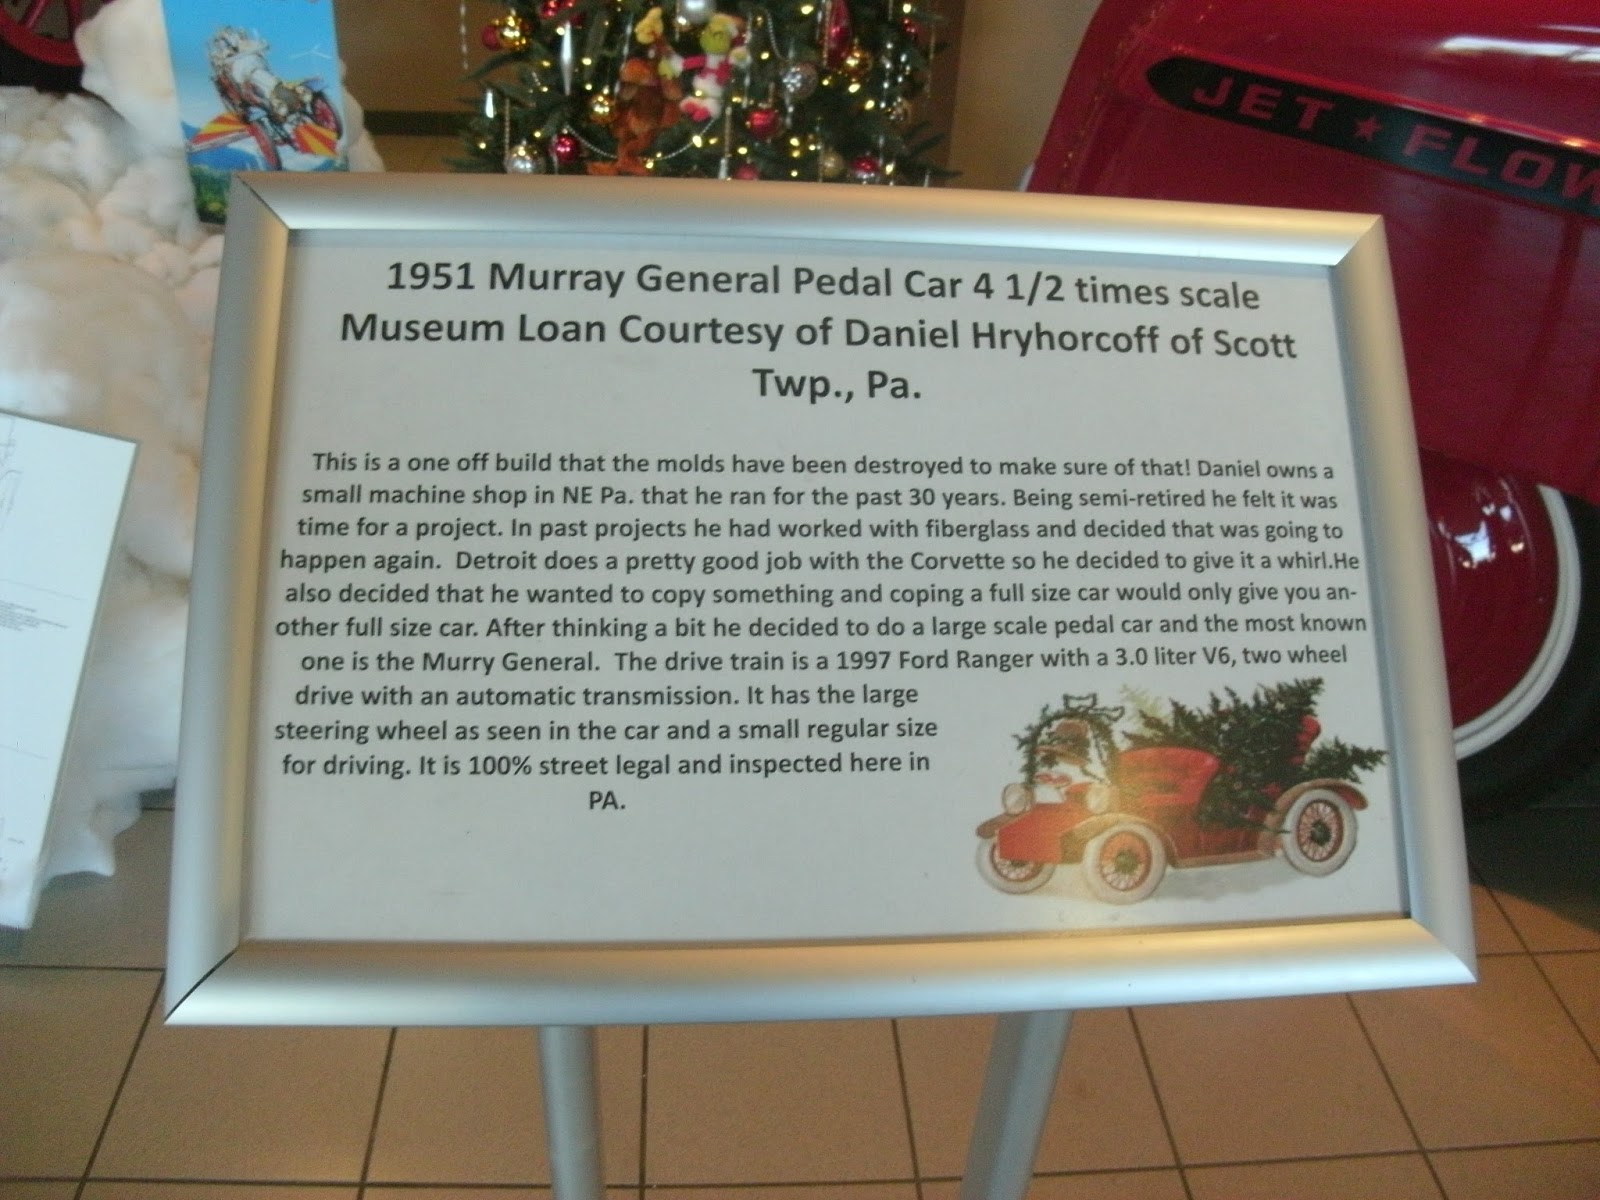 JET ★ FLOW
1951 Murray General Pedal Car 4 1/2 times scale
Museum Loan Courtesy of Daniel Hryhorcoff of Scott
Twp., Pa.
This is a one off build that the molds have been destroyed to make sure of that! Daniel owns a
small machine shop in NE Pa. that he ran for the past 30 years. Being semi-retired he felt it was
time for a project. In past projects he had worked with fiberglass and decided that was going to
happen again.  Detroit does a pretty good job with the Corvette so he decided to give it a whirl.He
also decided that he wanted to copy something and coping a full size car would only give you an-
other full size car. After thinking a bit he decided to do a large scale pedal car and the most known
one is the Murry General.  The drive train is a 1997 Ford Ranger with a 3.0 liter V6, two wheel
drive with an automatic transmission. It has the large
steering wheel as seen in the car and a small regular size
for driving. It is 100% street legal and inspected here in
PA.